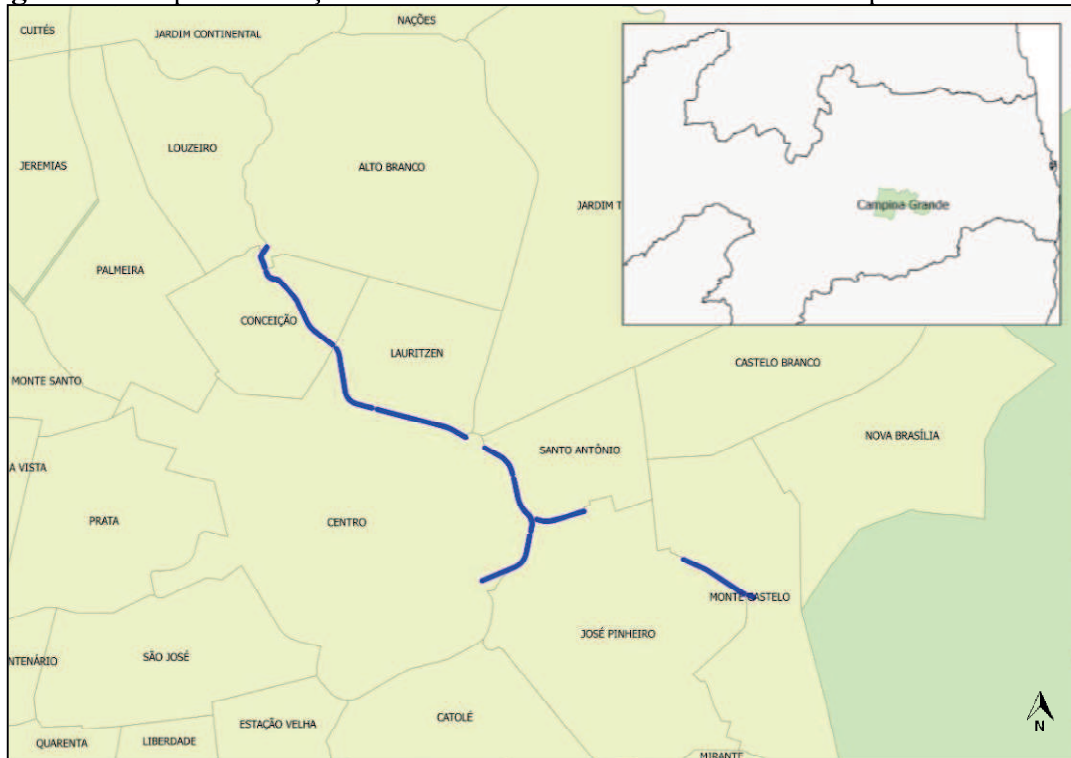 NAÇÕES
CUITÉS
JARDIM CONTINENTAL
LOUZEIRO
JEREMIAS
ALTO BRANCO
JARDIM T
Campina Grande
PALMEIRA
CONCEIÇÃO
LAURITZEN
CASTELO BRANCO
MONTE SANTO
NOVA BRASÍLIA
SANTO ANTÔNIO
A VISTA
PRATA
CENTRO
MONTE CASTELO
JOSÉ PINHEIRO
NTENÁRIO
SÃO JOSÉ
CATOLÉ
ESTAÇÃO VELHA
QUARENTA
LIBERDADE
MIRANTE
N